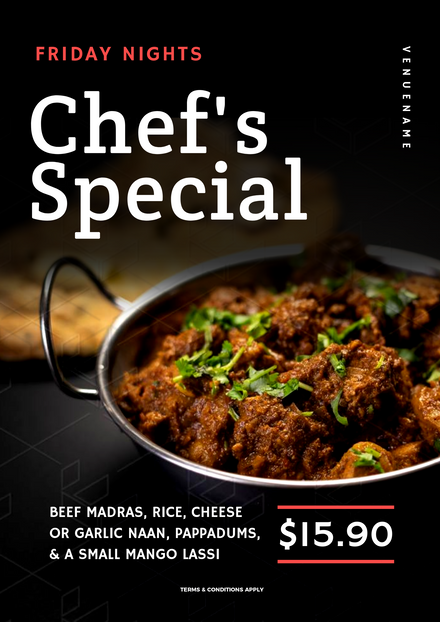 FRIDAY NIGHTS
VENUENAME
Chef's
Special
BEEF MADRAS, RICE, CHEESE
OR GARLIC NAAN, PAPPADUMS,
& A SMALL MANGO LASSI
$15.90
TERMS & CONDITIONS APPLY